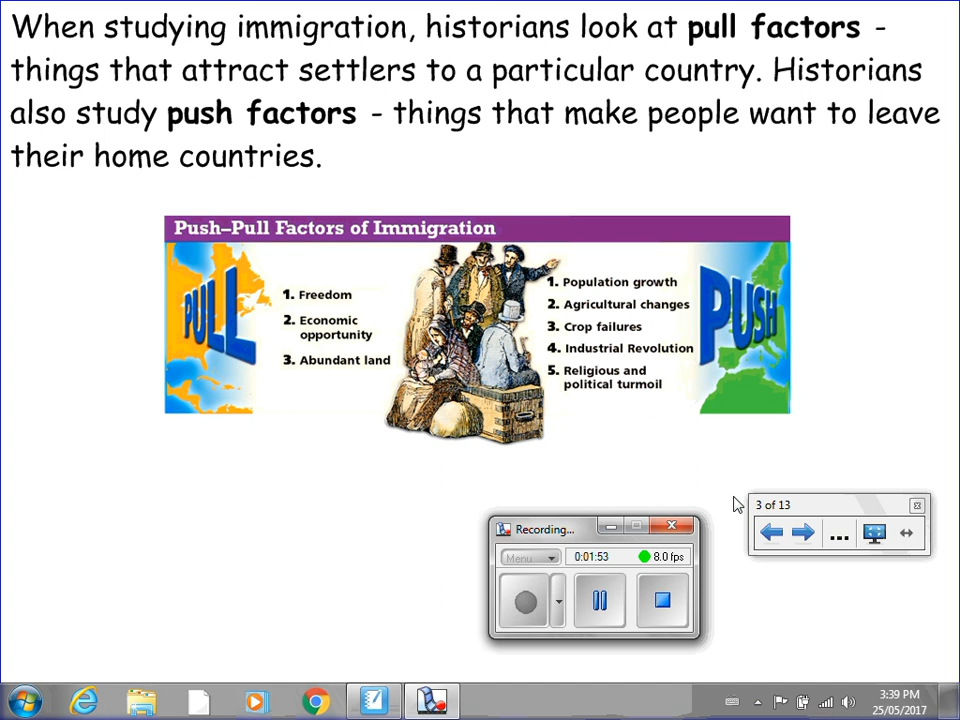 When studying immigration, historians look at pull factors -
things that attract settlers to a particular country. Historians
also study push factors - things that make people want to leave
their home countries.
Push–Pull Factors of Immigration
PULL
1. Freedom
2. Economic
opportunity
3. Abundant land
1. Population growth
2. Agricultural changes
3. Crop failures
4. Industrial Revolution
5. Religious and
political turmoil
PUSH
3 of 13
...
Recording...
Menu
0:01:53
8.0 fps
3:39 PM
25/05/2017